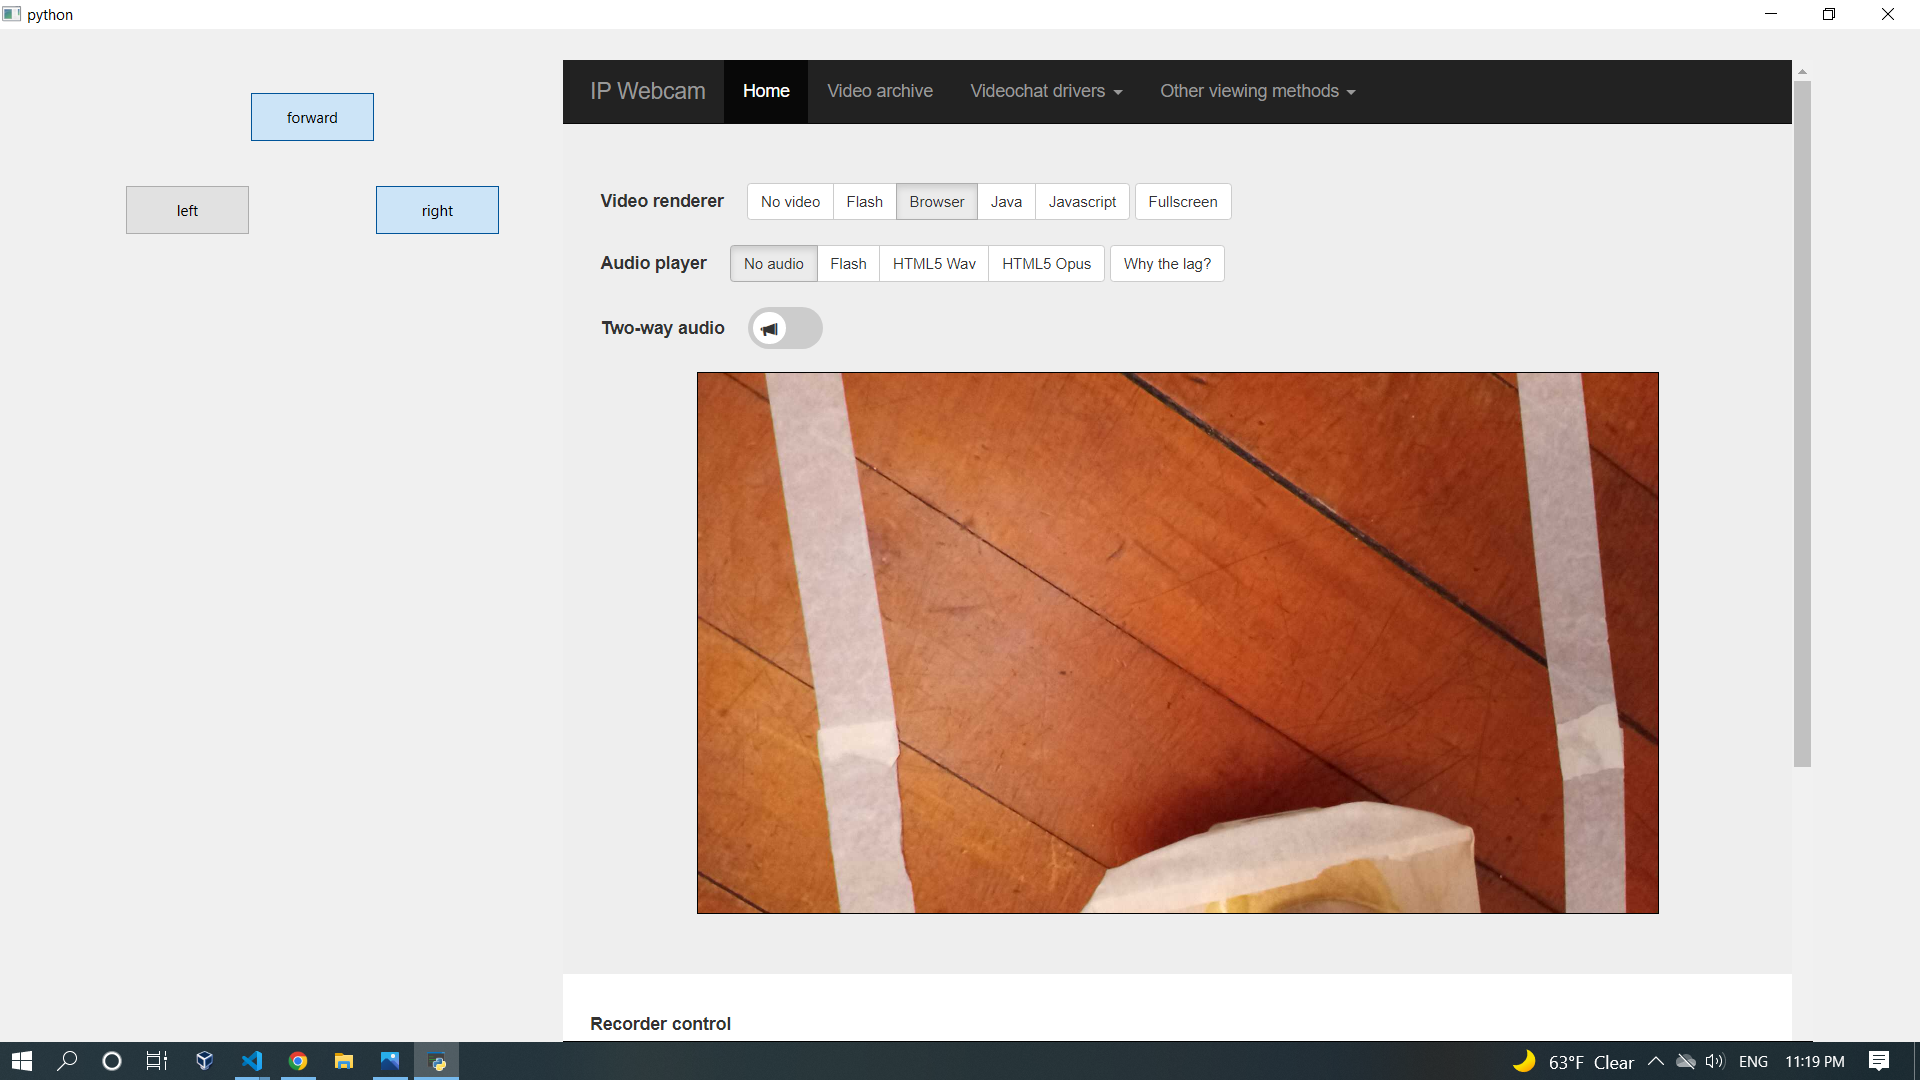 python
forward
left
right
IP Webcam Home Video archive Videochat drivers Other viewing methods
Video renderer No video Flash Browser Java Javascript Fullscreen
Audio player No audio Flash HTML5 Wav HTML5 Opus Why the lag?
Two-way audio
Recorder control
63°F Clear ENG 11:19 PM